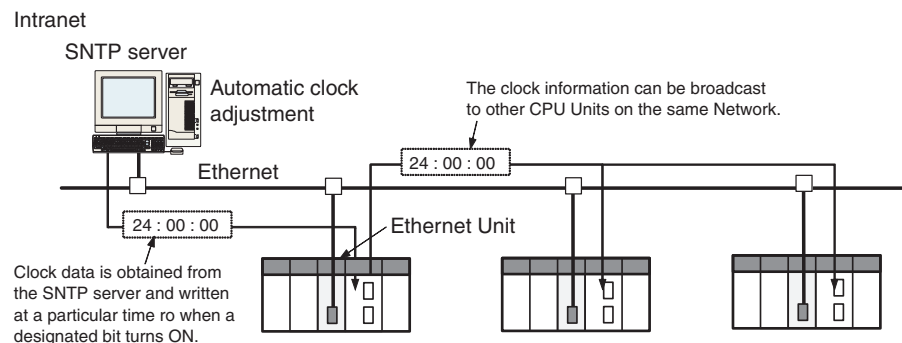 Intranet
SNTP server
Automatic clock
adjustment
The clock information can be broadcast
to other CPU Units on the same Network.
24 : 00 : 00
Ethernet
24 : 00 : 00
Ethernet Unit
Clock data is obtained from
the SNTP server and written
at a particular time ro when a
designated bit turns ON.